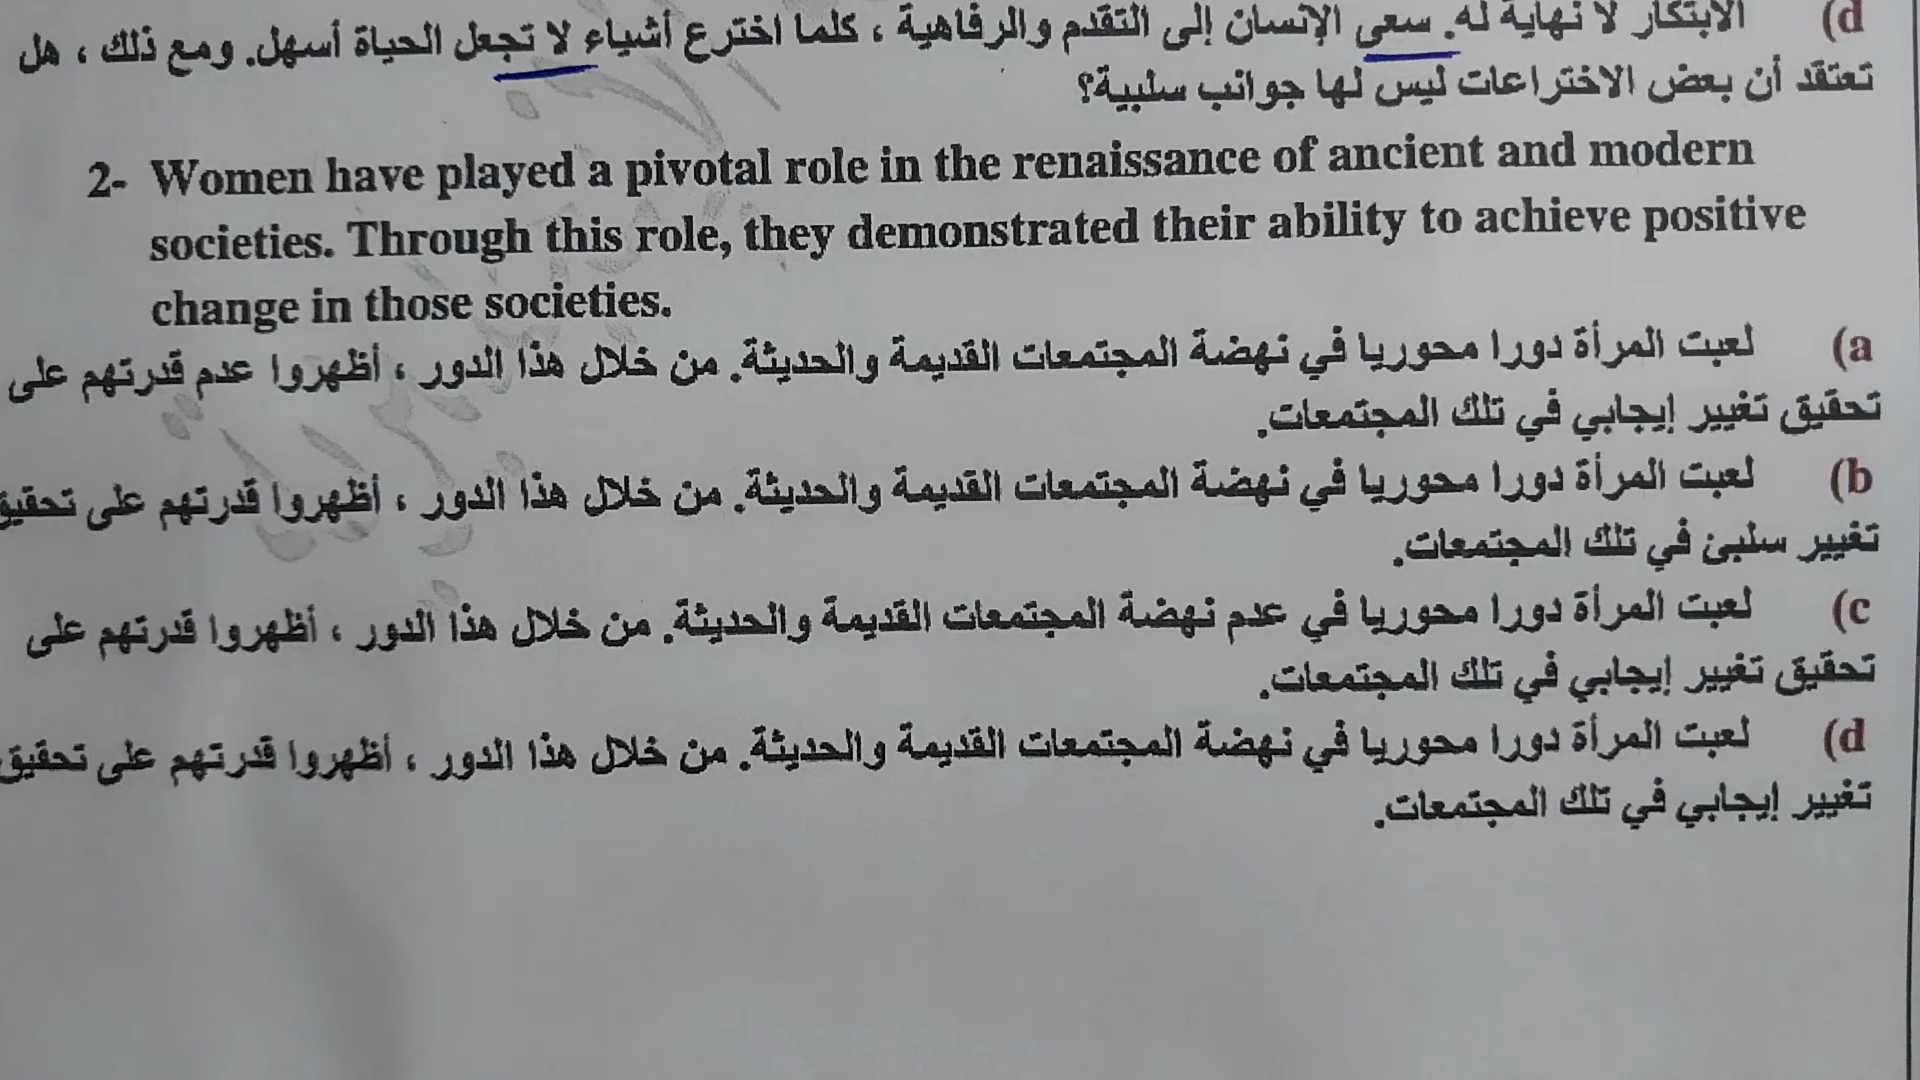 d) الابتكار لا نهاية له. سعى الإنسان إلى التقدم والرفاهية ، كلما اخترع أشياء لا تجعل الحياة أسهل. ومع ذلك ، هل
تعتقد أن بعض الاختراعات ليس لها جوانب سلبية؟
2- Women have played a pivotal role in the renaissance of ancient and modern
societies. Through this role, they demonstrated their ability to achieve positive
change in those societies.
a) لعبت المرأة دورا محوريا في نهضة المجتمعات القديمة والحديثة. من خلال هذا الدور ، أظهروا عدم قدرتهم على
تحقيق تغيير إيجابي في تلك المجتمعات.
b) لعبت المرأة دورا محوريا في نهضة المجتمعات القديمة والحديثة. من خلال هذا الدور ، أظهروا قدرتهم على تحقيق
تغيير سلبى في تلك المجتمعات.
c) لعبت المرأة دورا محوريا في عدم نهضة المجتمعات القديمة والحديثة. من خلال هذا الدور ، أظهروا قدرتهم على
تحقيق تغيير إيجابي في تلك المجتمعات.
d) لعبت المرأة دورا محوريا في نهضة المجتمعات القديمة والحديثة. من خلال هذا الدور ، أظهروا قدرتهم على تحقيق
تغيير إيجابي في تلك المجتمعات.